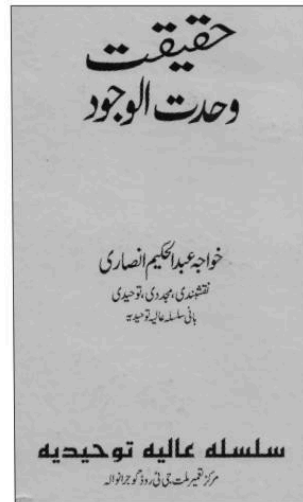 حقیقت
وحدت الوجود
خواجہ عبدالحکیم انصاری
نقشبندی، مجددی، توحیدی
بانی سلسلہ عالیہ توحیدیہ
سلسلہ عالیہ توحیدیہ
مرکز تعمیر ملت جی ٹی روڈ گوجرانوالہ